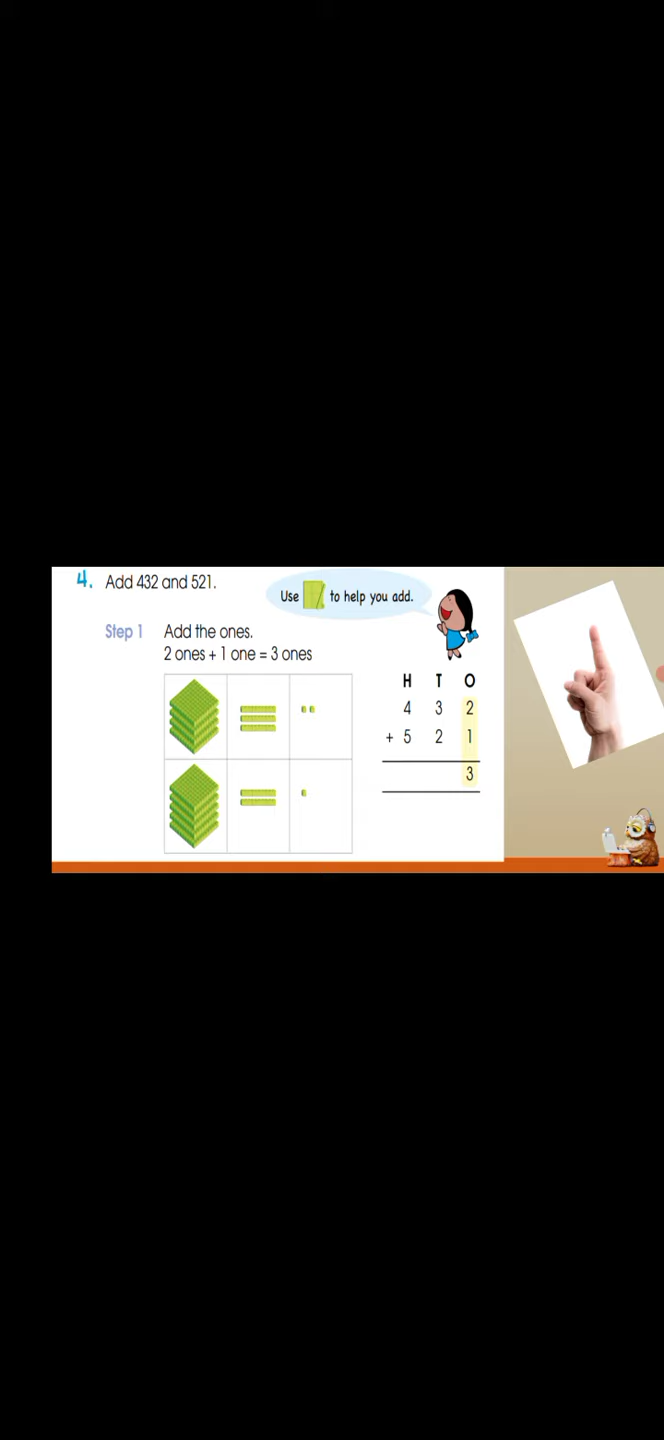 4. Add 432 and 521.
Use to help you add.
Step 1 Add the ones.
2 ones + 1 one = 3 ones
H T O
4 3 2
+ 5 2 1
3